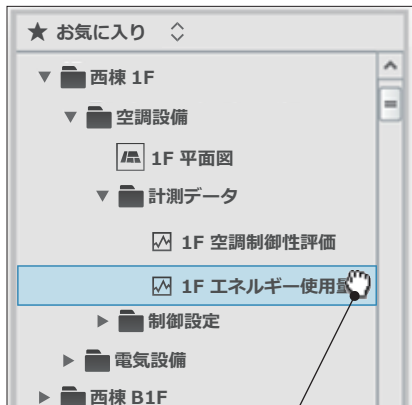 ★ お気に入り
▼ 西棟 1F
▼ 空調設備
1F 平面図
▼ 計測データ
1F 空調制御性評価
1F エネルギー使用量
▶ 制御設定
▶ 電気設備
▶ 西棟 B1F